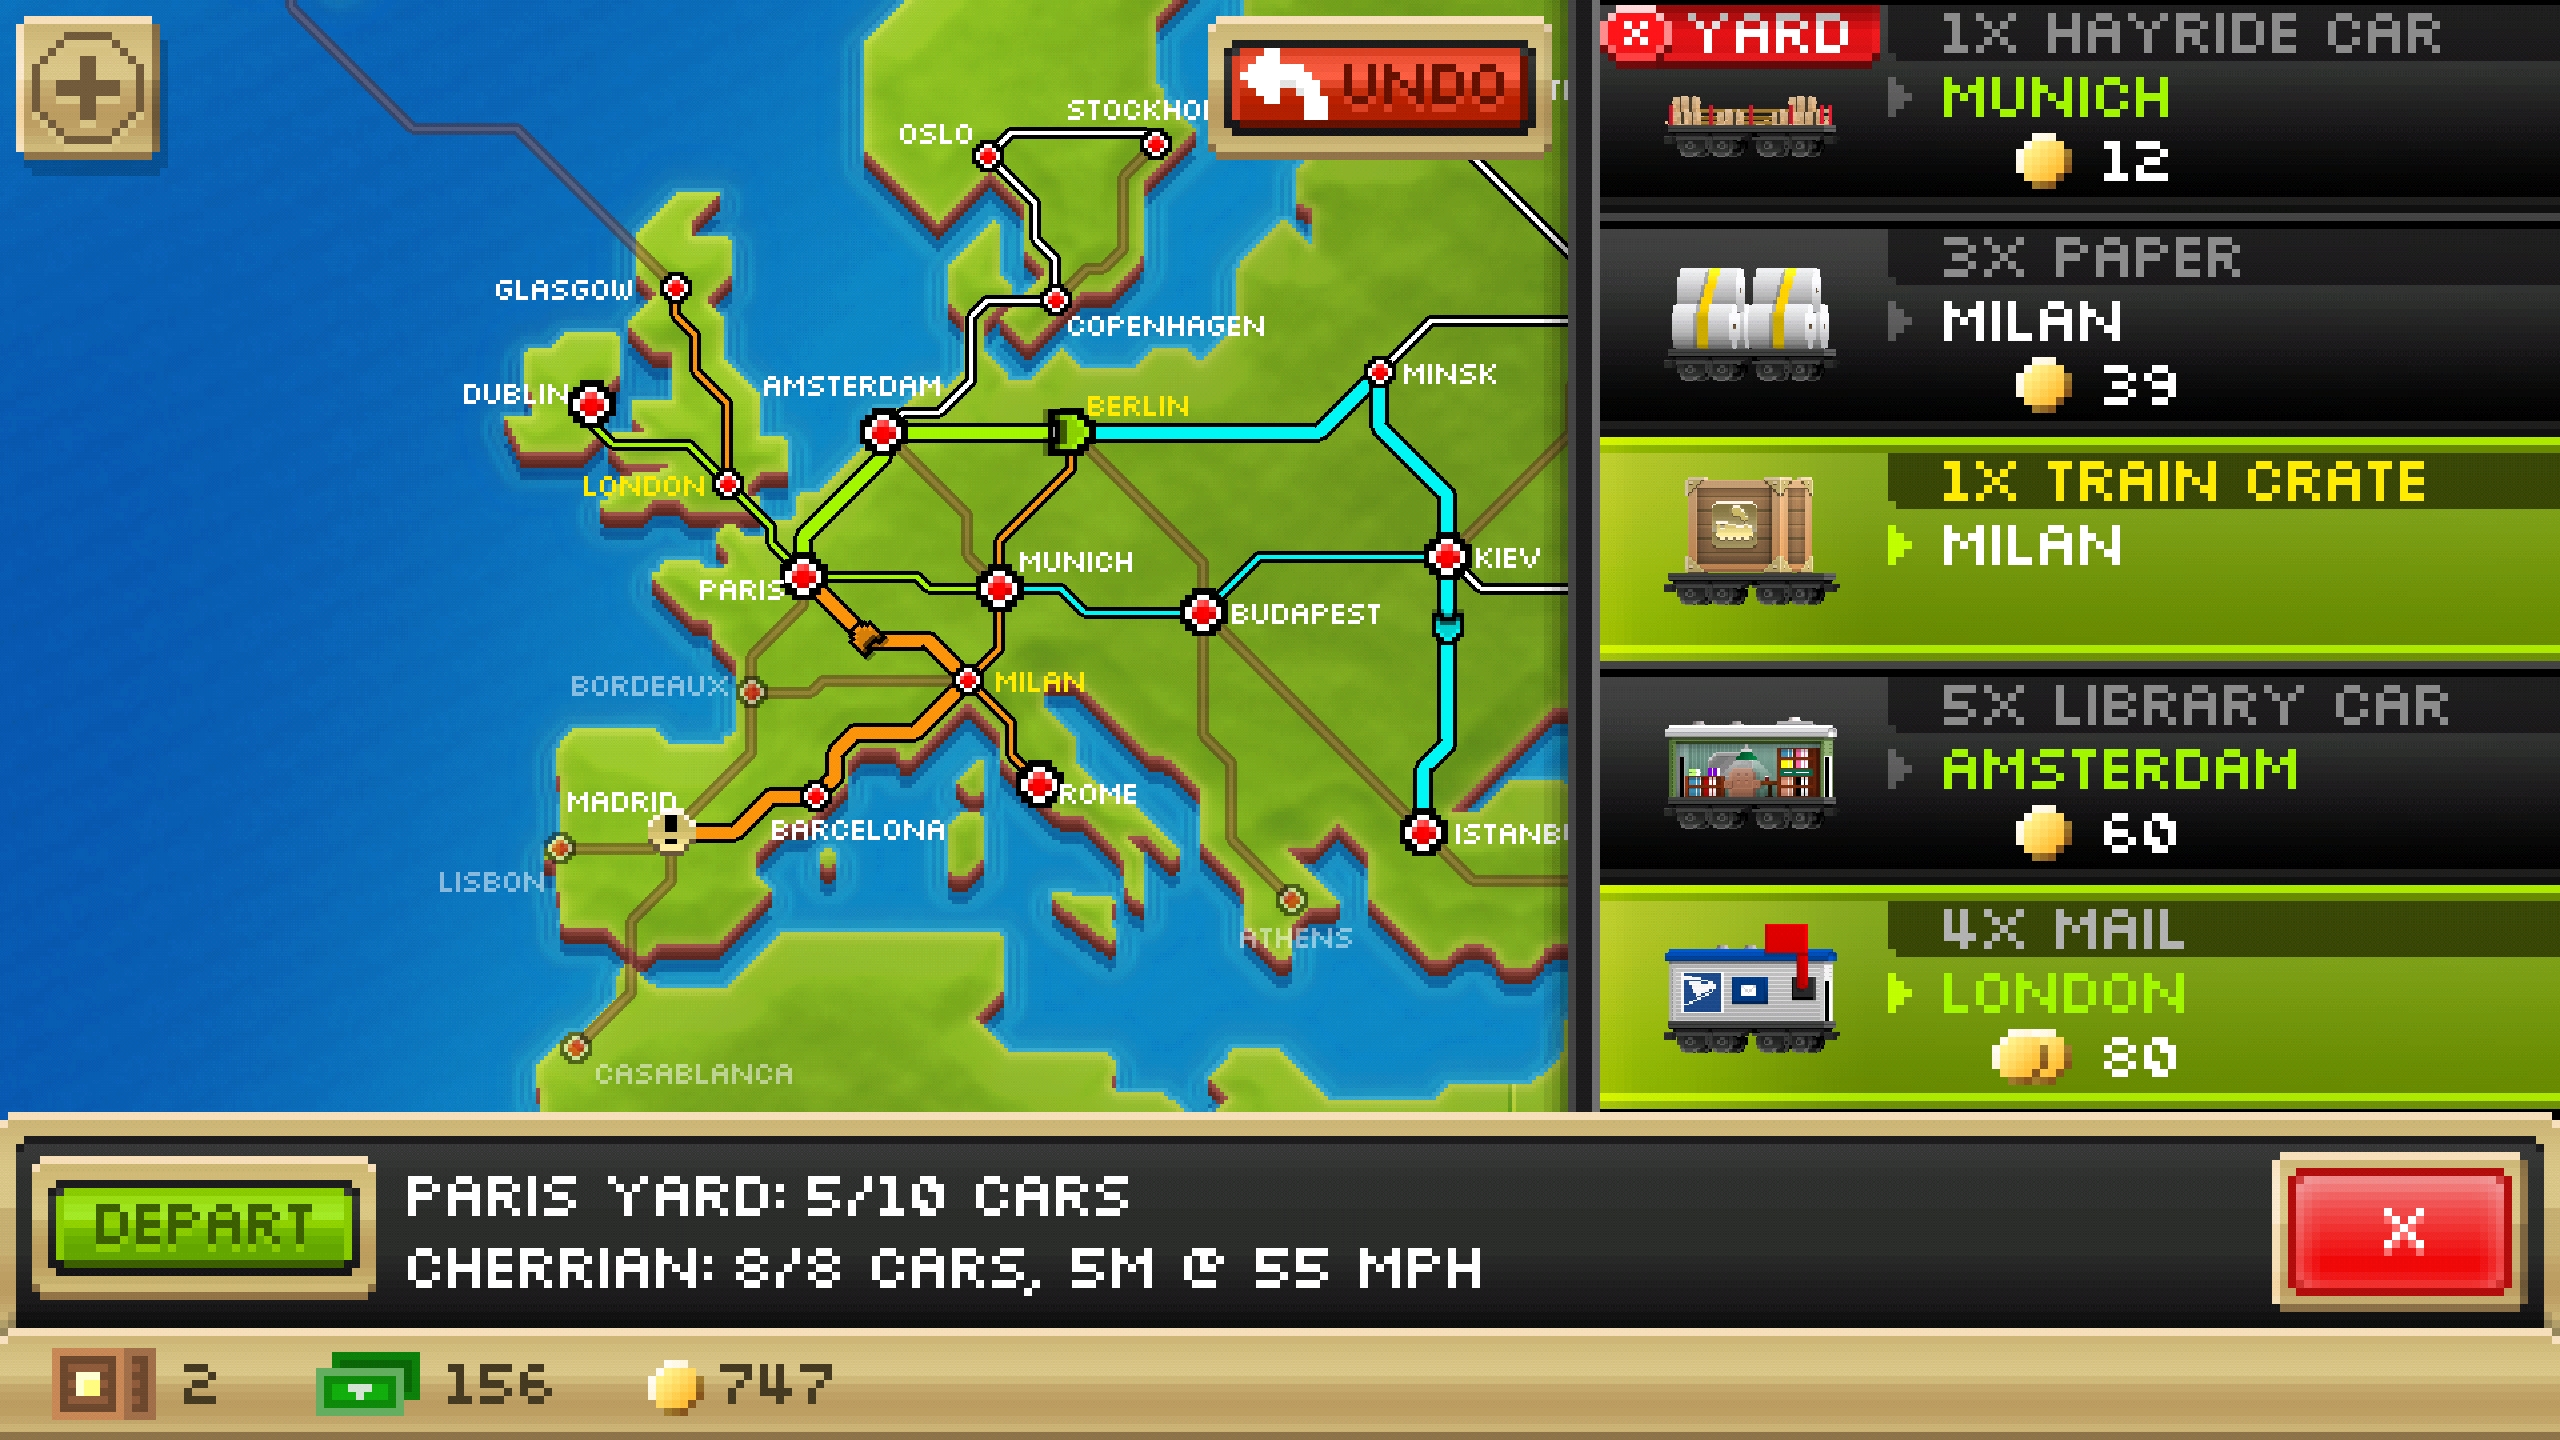 UNDO
STOCKHO
OSLO
GLASGOW
COPENHAGEN
DUBLIN
AMSTERDAM
BERLIN
MINSK
LONDON
PARIS
MUNICH
KIEV
BUDAPEST
BORDEAUX
MILAN
MADRID
BARCELONA
ROME
ISTANB
LISBON
ATHENS
CASABLANCA
X YARD
1X HAYRIDE CAR
MUNICH
12
3X PAPER
MILAN
39
1X TRAIN CRATE
MILAN
5X LIBRARY CAR
AMSTERDAM
60
4X MAIL
LONDON
80
DEPART
PARIS YARD: 5/10 CARS
CHERRIAN: 8/8 CARS, 5M @ 55 MPH
X
2
156
747